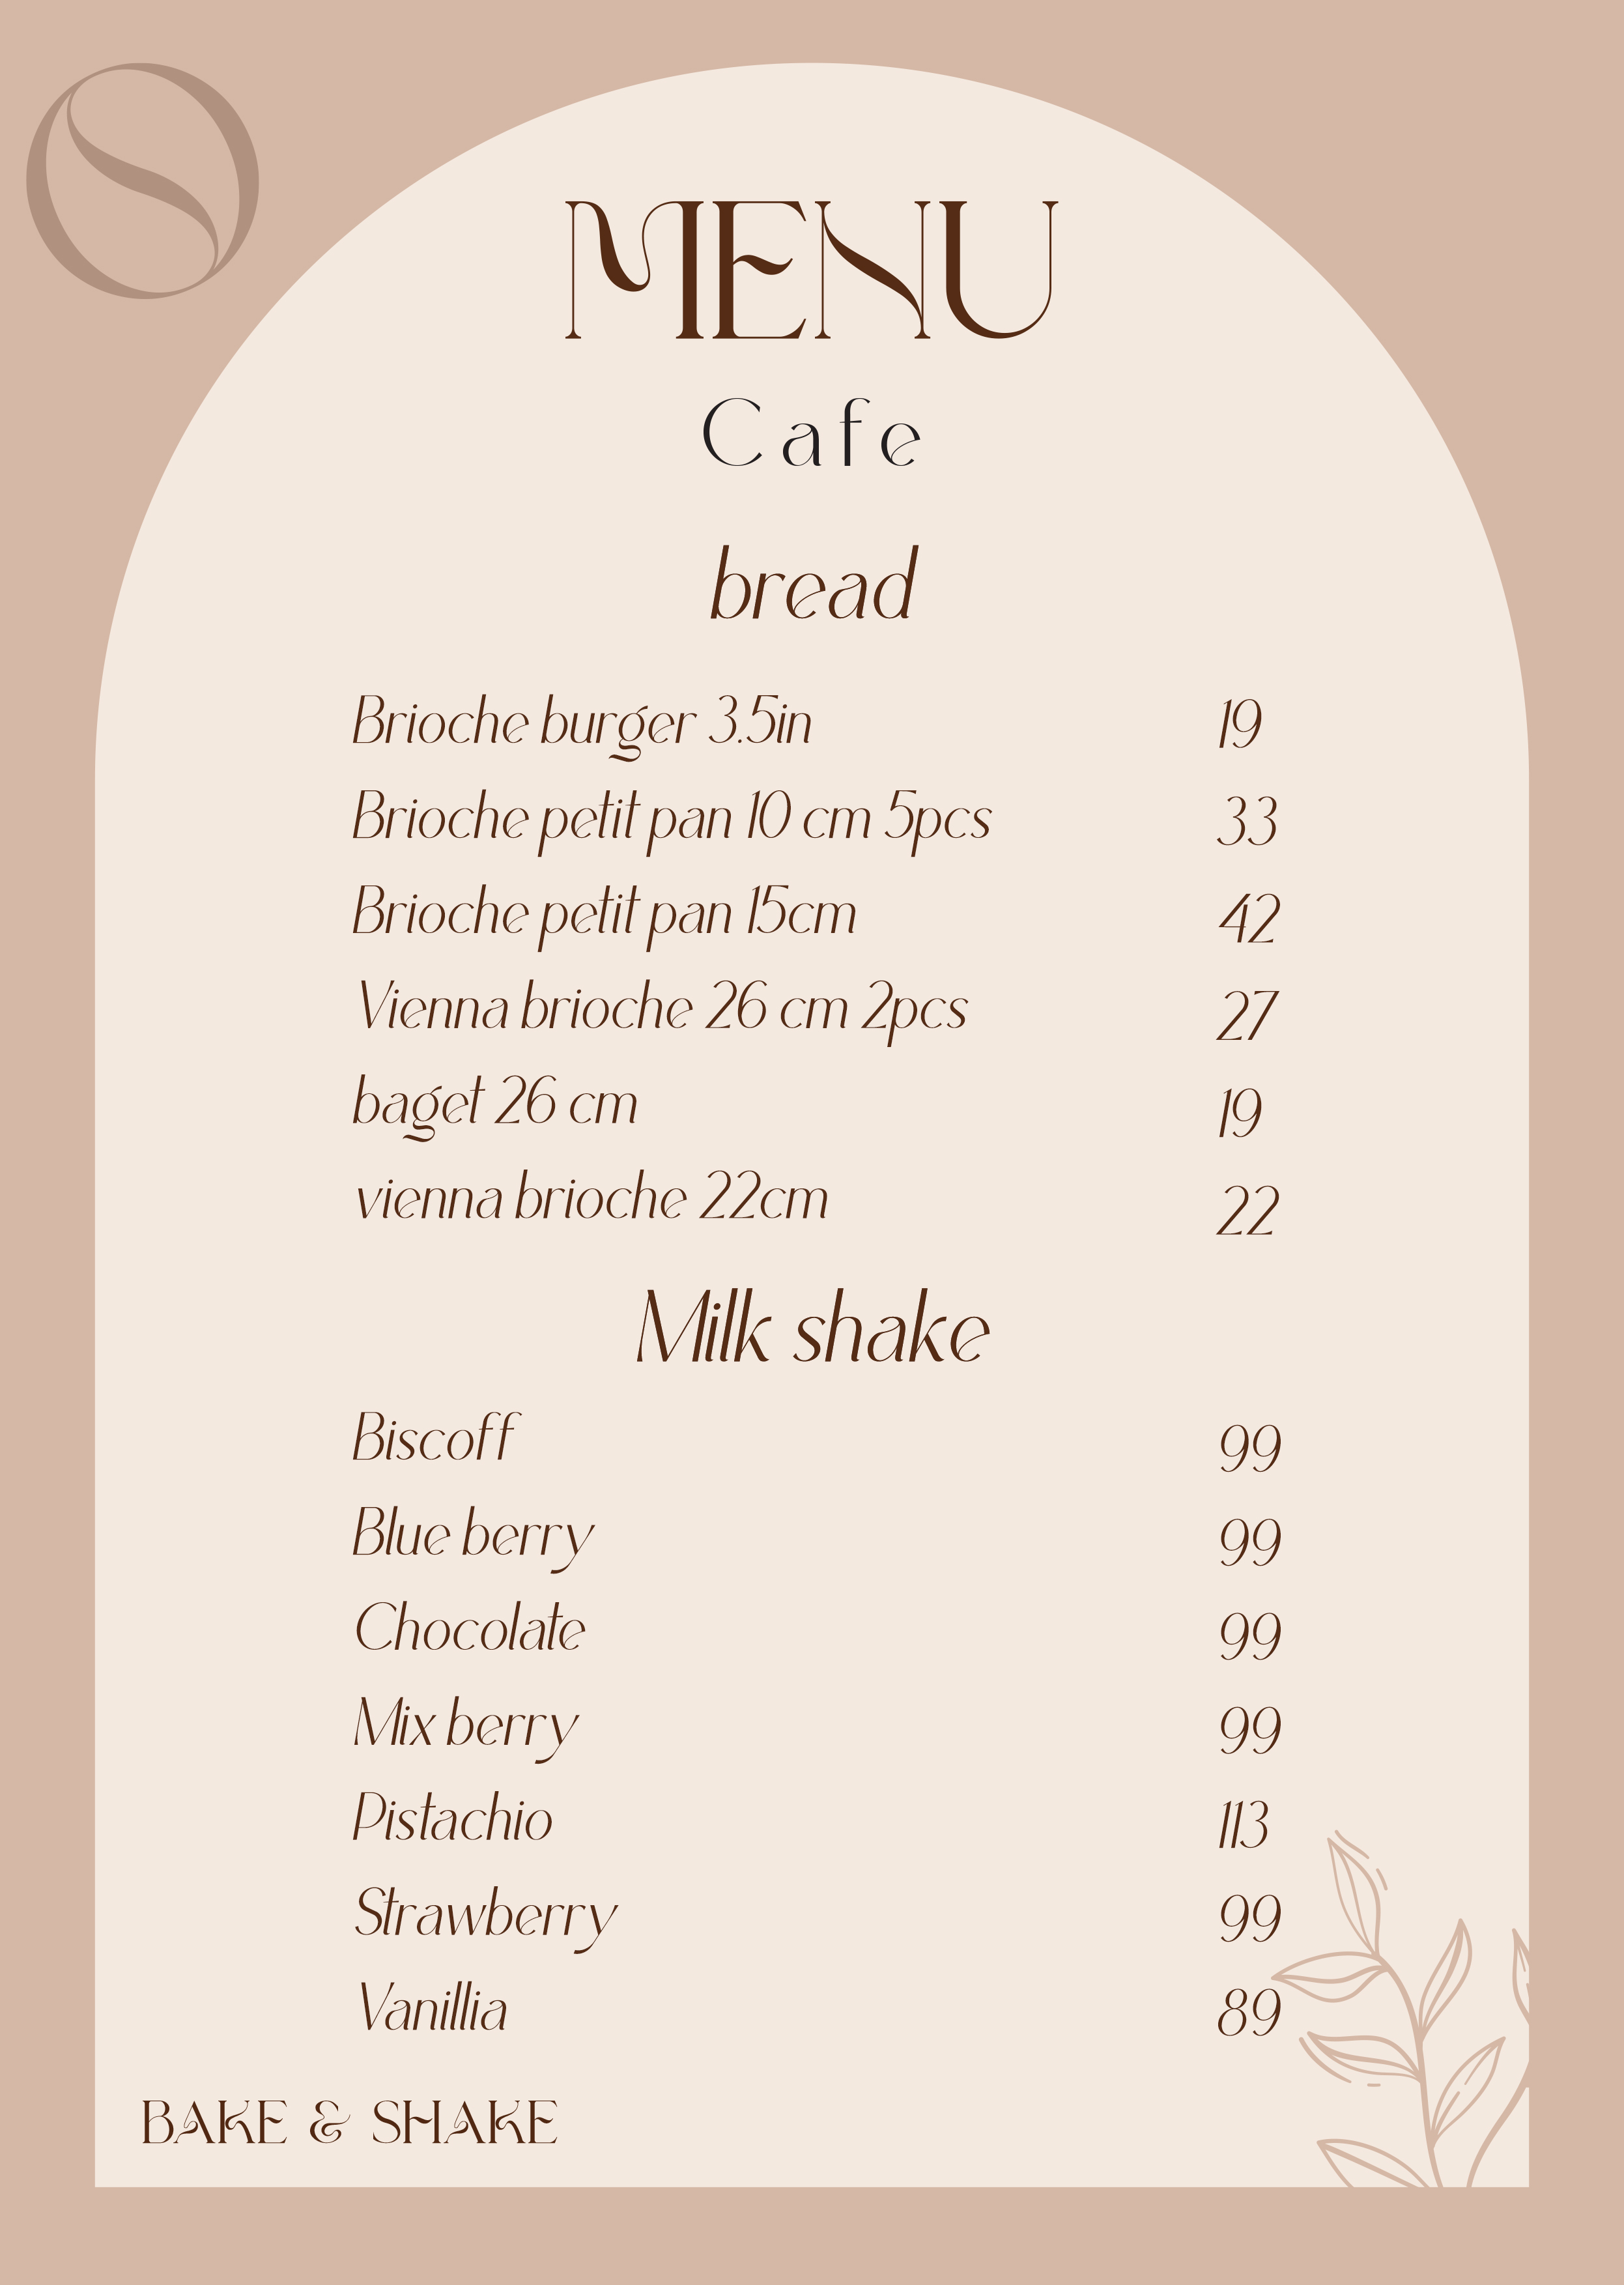 MENU
Cafe
bread
Brioche burger 3.5in 19
Brioche petit pan 10 cm 5pcs 33
Brioche petit pan 15cm 42
Vienna brioche 26 cm 2pcs 27
baget 26 cm 19
vienna brioche 22cm 22
Milk shake
Biscoff 99
Blue berry 99
Chocolate 99
Mix berry 99
Pistachio 113
Strawberry 99
Vanillia 89
BAKE & SHAKE